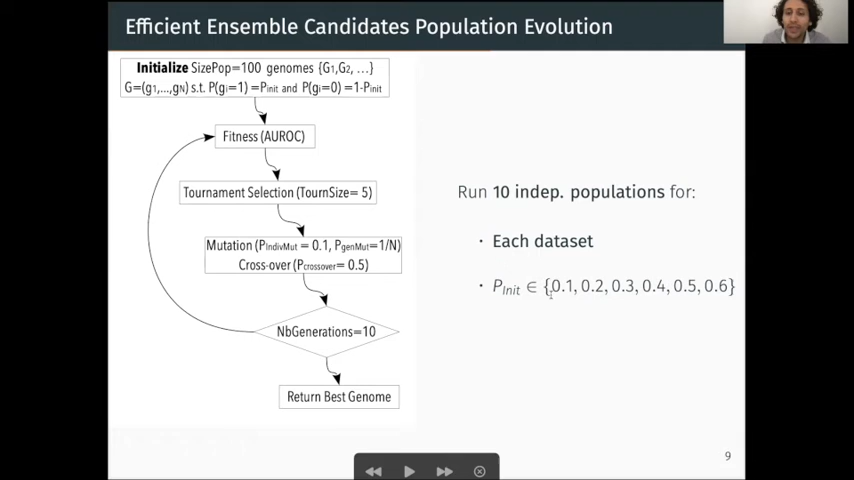 Efficient Ensemble Candidates Population Evolution
Initialize SizePop=100 genomes {G1,G2, ...}
G=(g1,...,gN) s.t. P(gi=1) =Pinit and P(gi=0) =1-Pinit
Fitness (AUROC)
Tournament Selection (TournSize= 5)
Mutation (PIndivMut = 0.1, PgenMut=1/N)
Cross-over (Pcrossover= 0.5)
NbGenerations=10
Return Best Genome
Run 10 indep. populations for:
· Each dataset
· PInit ∈ {0.1, 0.2, 0.3, 0.4, 0.5, 0.6}
9